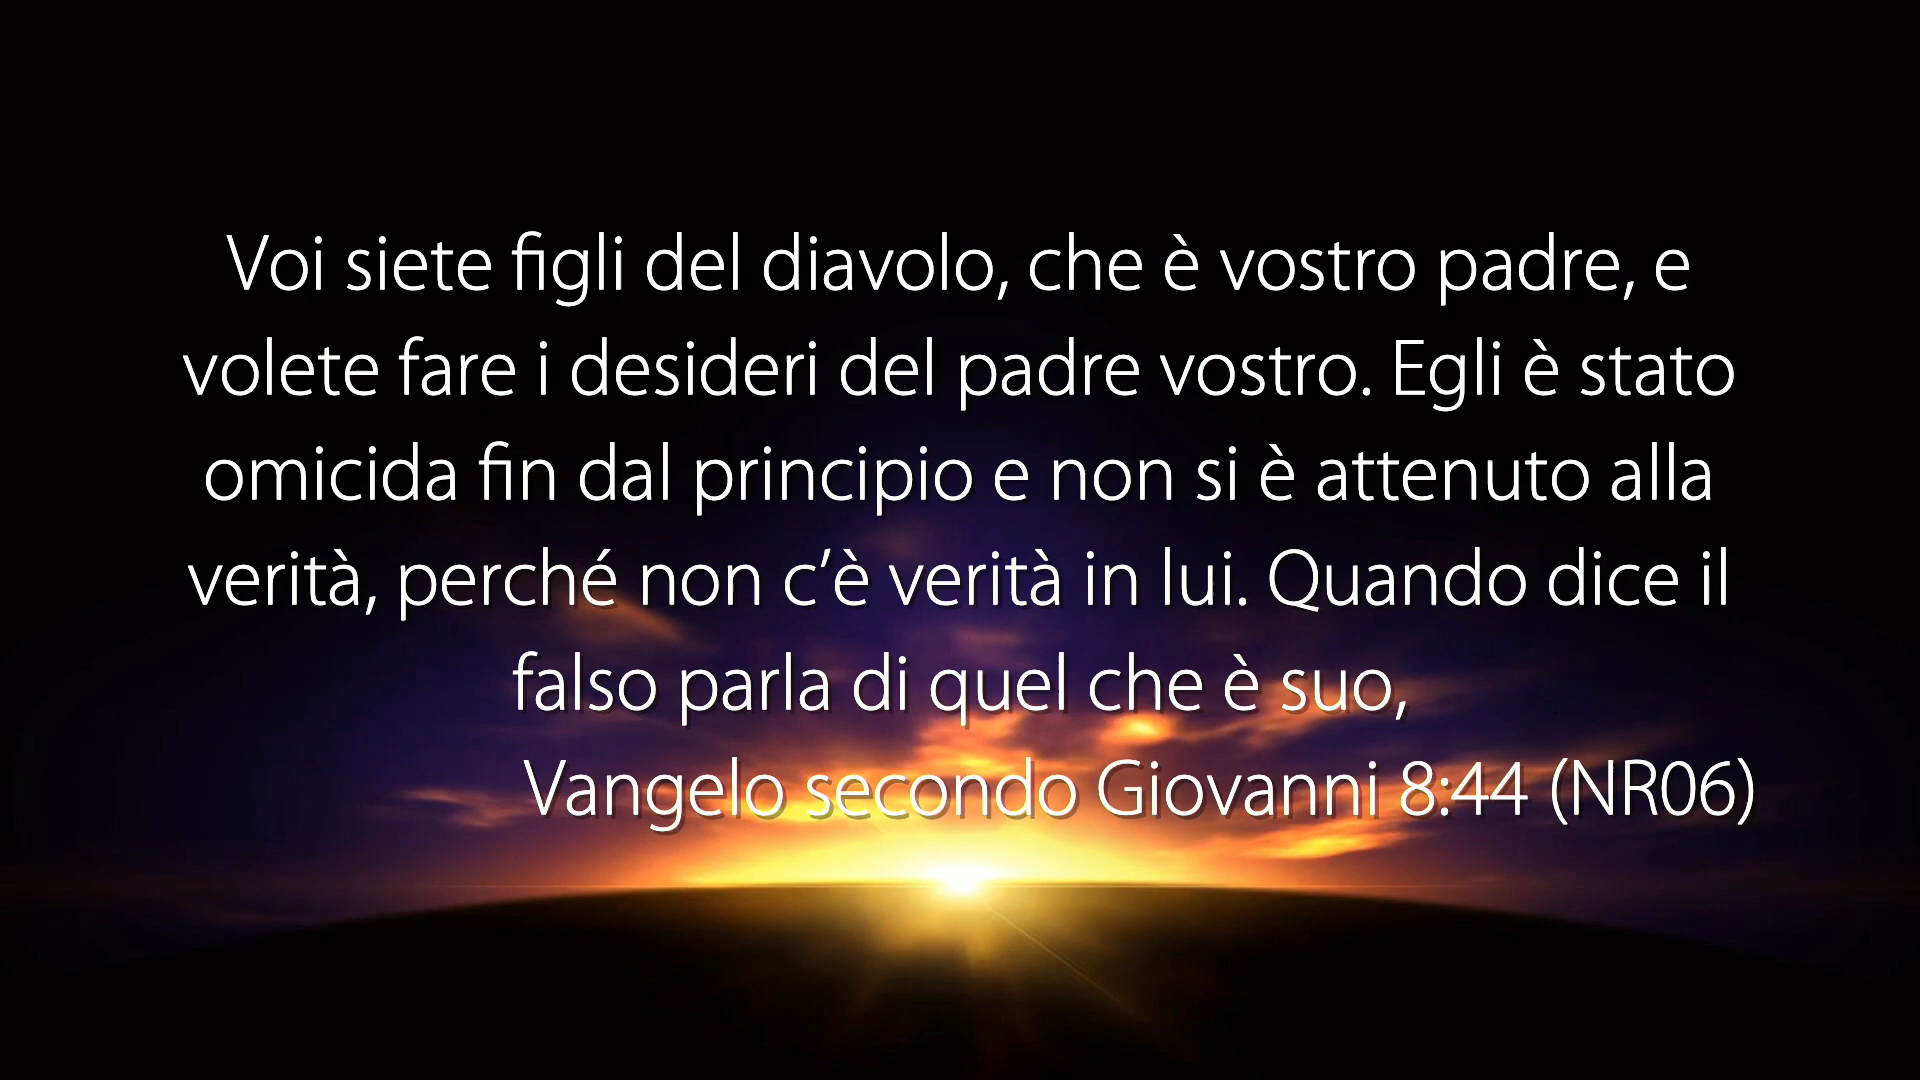 Voi siete figli del diavolo, che è vostro padre, e
volete fare i desideri del padre vostro. Egli è stato
omicida fin dal principio e non si è attenuto alla
verità, perché non c’è verità in lui. Quando dice il
falso parla di quel che è suo,
Vangelo secondo Giovanni 8:44 (NR06)